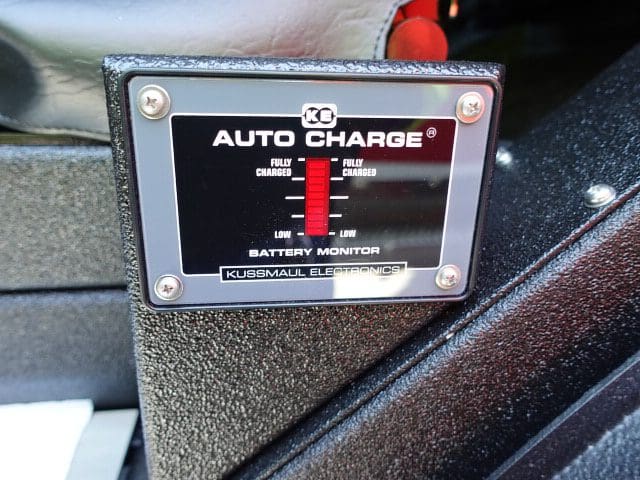 KE
AUTO CHARGE®
FULLY CHARGED
FULLY CHARGED
LOW
LOW
BATTERY MONITOR
KUSSMAUL ELECTRONICS